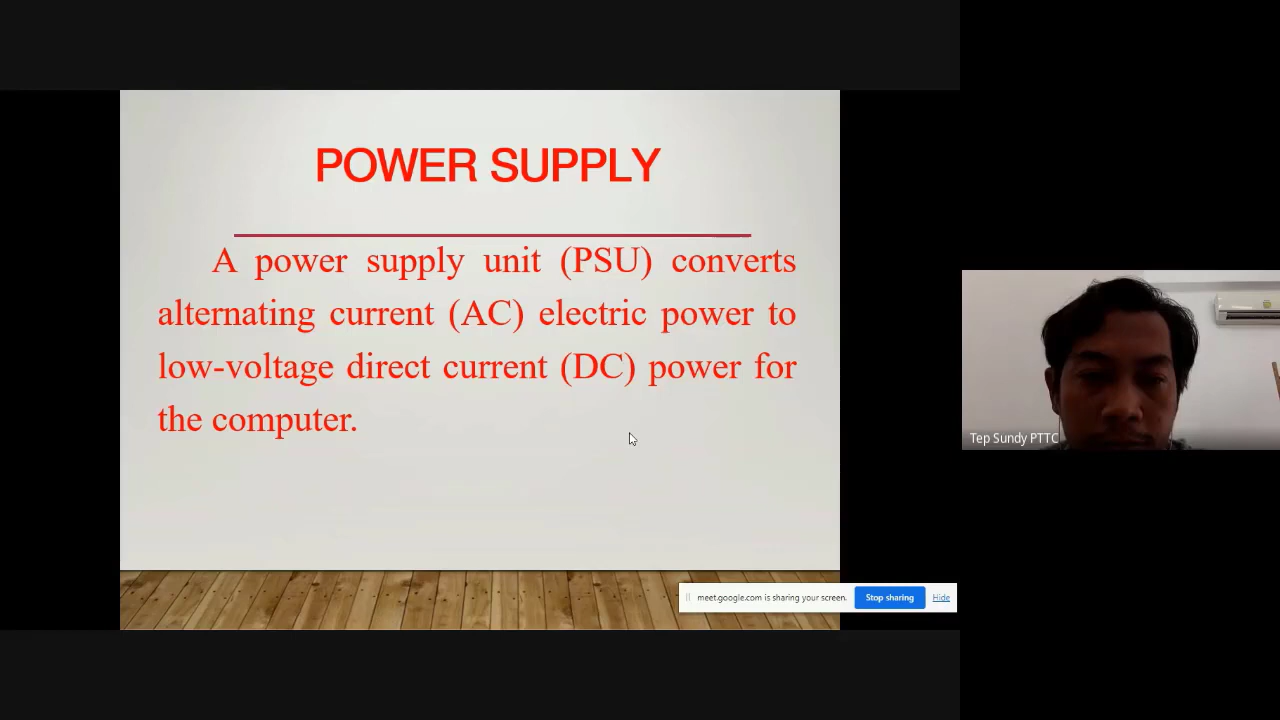 POWER SUPPLY
A power supply unit (PSU) converts
alternating current (AC) electric power to
low-voltage direct current (DC) power for
the computer.
Tep Sundy PTTC
meet.google.com is sharing your screen.
Stop sharing
Hide